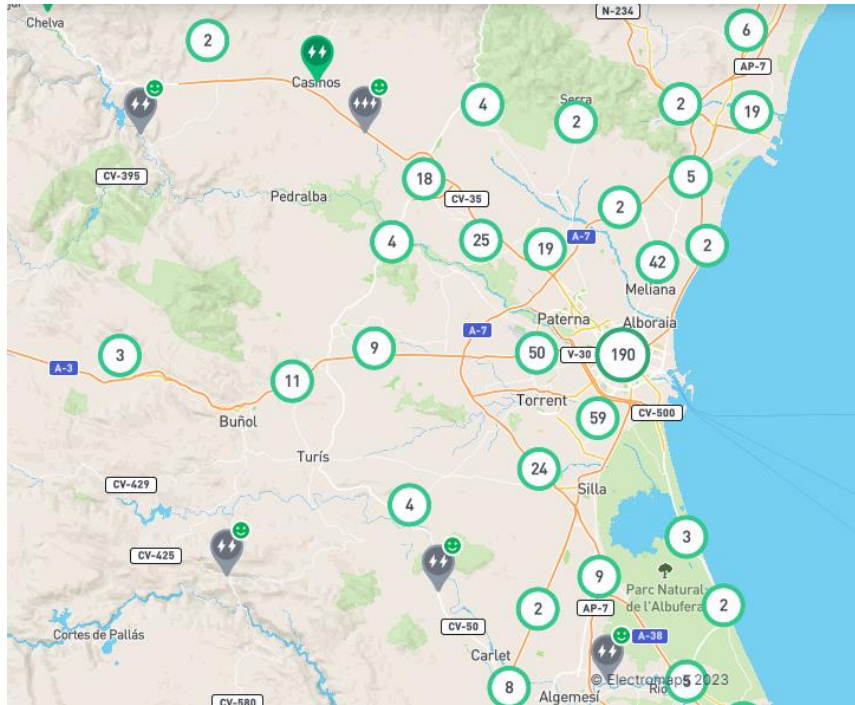 Chelva
2
N-234
6
AP-7
Casinos
4
Serra
2
2
19
CV-395
Pedralba
18
CV-35
5
2
4
25
19
A-7
42
2
Meliana
Paterna
Alboraia
A-7
3
A-3
9
50
V-30
190
11
Torrent
59
CV-500
Buñol
Turís
24
Silla
CV-429
4
3
CV-425
9
Parc Natural
de l'Albufera
2
2
AP-7
Cortes de Pallás
CV-50
A-38
Carlet
© Electromaps 2023
8
Algemesí
5
CV-580